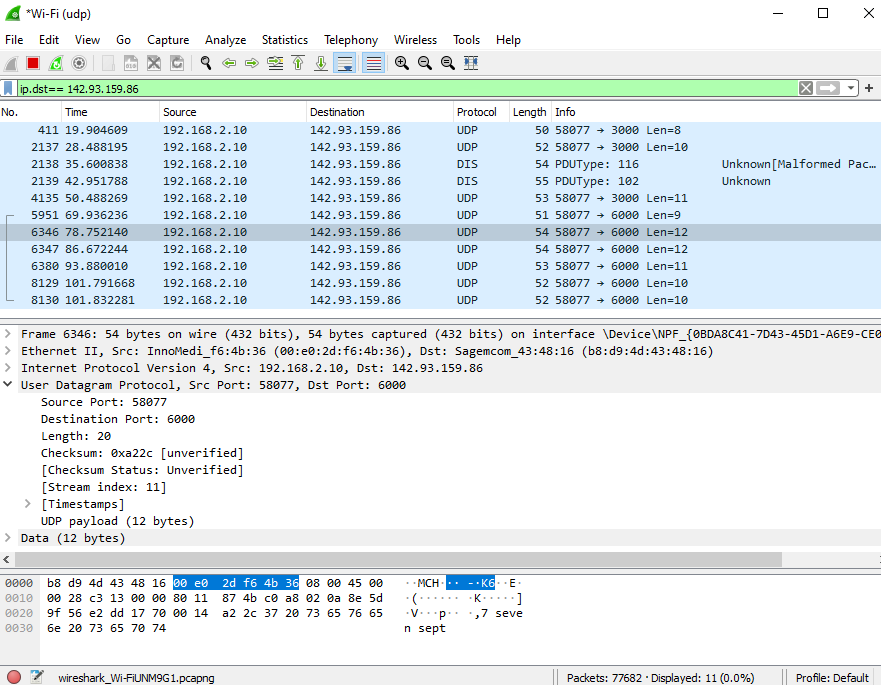 *Wi-Fi (udp)
File Edit View Go Capture Analyze Statistics Telephony Wireless Tools Help
ip.dst== 142.93.159.86
No. Time Source Destination Protocol Length Info
411 19.904609 192.168.2.10 142.93.159.86 UDP 50 58077 → 3000 Len=8
2137 28.488195 192.168.2.10 142.93.159.86 UDP 52 58077 → 3000 Len=10
2138 35.600838 192.168.2.10 142.93.159.86 DIS 54 PDUType: 116 Unknown[Malformed Pac…
2139 42.951788 192.168.2.10 142.93.159.86 DIS 55 PDUType: 102 Unknown
4135 50.488269 192.168.2.10 142.93.159.86 UDP 53 58077 → 3000 Len=11
5951 69.936236 192.168.2.10 142.93.159.86 UDP 51 58077 → 6000 Len=9
6346 78.752140 192.168.2.10 142.93.159.86 UDP 54 58077 → 6000 Len=12
6347 86.672244 192.168.2.10 142.93.159.86 UDP 54 58077 → 6000 Len=12
6380 93.880010 192.168.2.10 142.93.159.86 UDP 53 58077 → 6000 Len=11
8129 101.791668 192.168.2.10 142.93.159.86 UDP 52 58077 → 6000 Len=10
8130 101.832281 192.168.2.10 142.93.159.86 UDP 52 58077 → 6000 Len=10
Frame 6346: 54 bytes on wire (432 bits), 54 bytes captured (432 bits) on interface \Device\NPF_{0BDA8C41-7D43-45D1-A6E9-CE0
Ethernet II, Src: InnoMedi_f6:4b:36 (00:e0:2d:f6:4b:36), Dst: Sagemcom_43:48:16 (b8:d9:4d:43:48:16)
Internet Protocol Version 4, Src: 192.168.2.10, Dst: 142.93.159.86
User Datagram Protocol, Src Port: 58077, Dst Port: 6000
Source Port: 58077
Destination Port: 6000
Length: 20
Checksum: 0xa22c [unverified]
[Checksum Status: Unverified]
[Stream index: 11]
[Timestamps]
UDP payload (12 bytes)
Data (12 bytes)
0000 b8 d9 4d 43 48 16 00 e0 2d f6 4b 36 08 00 45 00 ··MCH··· -·K6··E·
0010 00 28 c3 13 00 00 80 11 87 4b c0 a8 02 0a 8e 5d ·(······ ·K·····]
0020 9f 56 e2 dd 17 70 00 14 a2 2c 37 20 73 65 76 65 ·V···p·· ·,7 seve
0030 6e 20 73 65 70 74 n sept
wireshark_Wi-FiUNM9G1.pcapng Packets: 77682 · Displayed: 11 (0.0%) Profile: Default